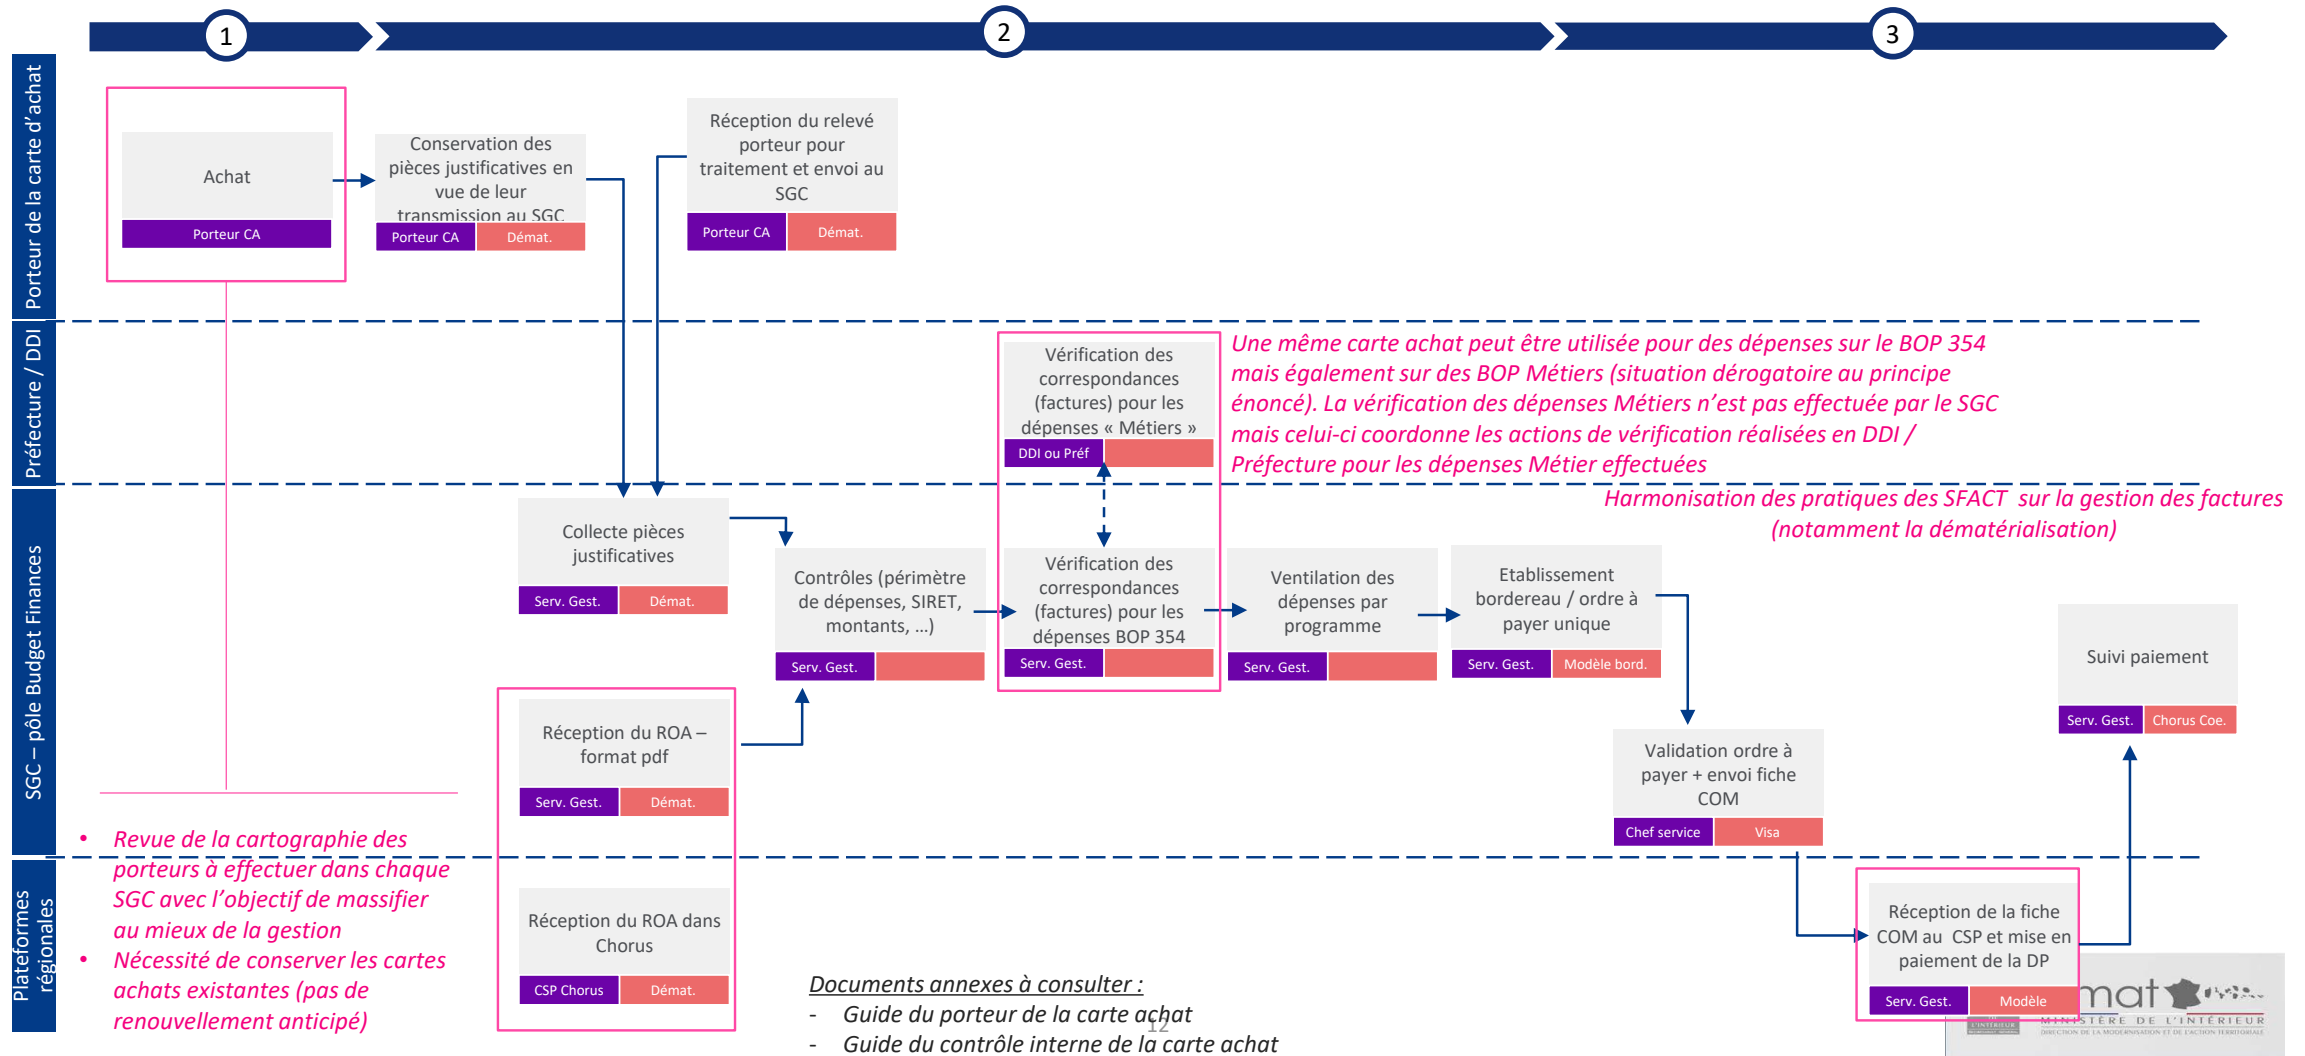 1
2
3
Porteur de la carte d’achat
Achat
Porteur CA
Conservation des
pièces justificatives en
vue de leur
transmission au SGC
Porteur CA
Démat.
Réception du relevé
porteur pour
traitement et envoi au
SGC
Porteur CA
Démat.
Préfecture / DDI
Vérification des
correspondances
(factures) pour les
dépenses « Métiers »
DDI ou Préf
Une même carte achat peut être utilisée pour des dépenses sur le BOP 354
mais également sur des BOP Métiers (situation dérogatoire au principe
énoncé). La vérification des dépenses Métiers n’est pas effectuée par le SGC
mais celui-ci coordonne les actions de vérification réalisées en DDI /
Préfecture pour les dépenses Métier effectuées
Harmonisation des pratiques des SFACT sur la gestion des factures
(notamment la dématérialisation)
SGC – pôle Budget Finances
Collecte pièces
justificatives
Serv. Gest.
Démat.
Contrôles (périmètre
de dépenses, SIRET,
montants, …)
Serv. Gest.
Vérification des
correspondances
(factures) pour les
dépenses BOP 354
Serv. Gest.
Ventilation des
dépenses par
programme
Serv. Gest.
Etablissement
bordereau / ordre à
payer unique
Serv. Gest.
Modèle bord.
Suivi paiement
Serv. Gest.
Chorus Coe.
Réception du ROA –
format pdf
Serv. Gest.
Démat.
Validation ordre à
payer + envoi fiche
COM
Chef service
Visa
• Revue de la cartographie des
porteurs à effectuer dans chaque
SGC avec l’objectif de massifier
au mieux de la gestion
• Nécessité de conserver les cartes
achats existantes (pas de
renouvellement anticipé)
Plateformes
régionales
Réception du ROA dans
Chorus
CSP Chorus
Démat.
Réception de la fiche
COM au CSP et mise en
paiement de la DP
Serv. Gest.
Modèle
Documents annexes à consulter :
- Guide du porteur de la carte achat
- Guide du contrôle interne de la carte achat
12
mat
MINISTÈRE DE L’INTÉRIEUR
DIRECTION DE LA MODERNISATION ET DE L’ACTION TERRITORIALE